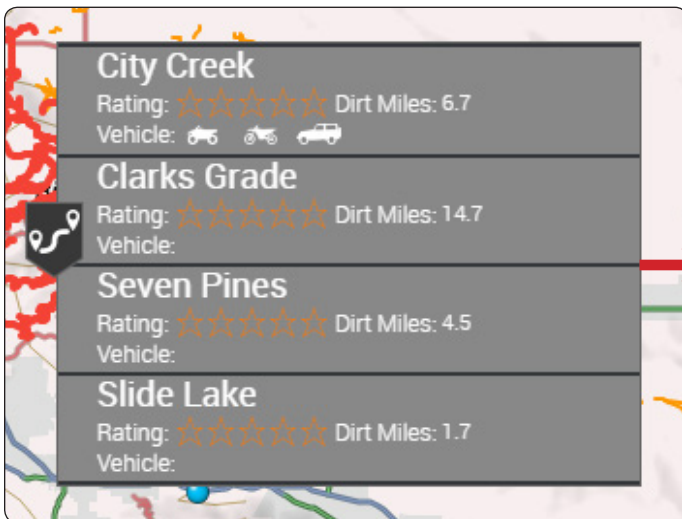 City Creek
Rating: Dirt Miles: 6.7
Vehicle:
Clarks Grade
Rating: Dirt Miles: 14.7
Vehicle:
Seven Pines
Rating: Dirt Miles: 4.5
Vehicle:
Slide Lake
Rating: Dirt Miles: 1.7
Vehicle: